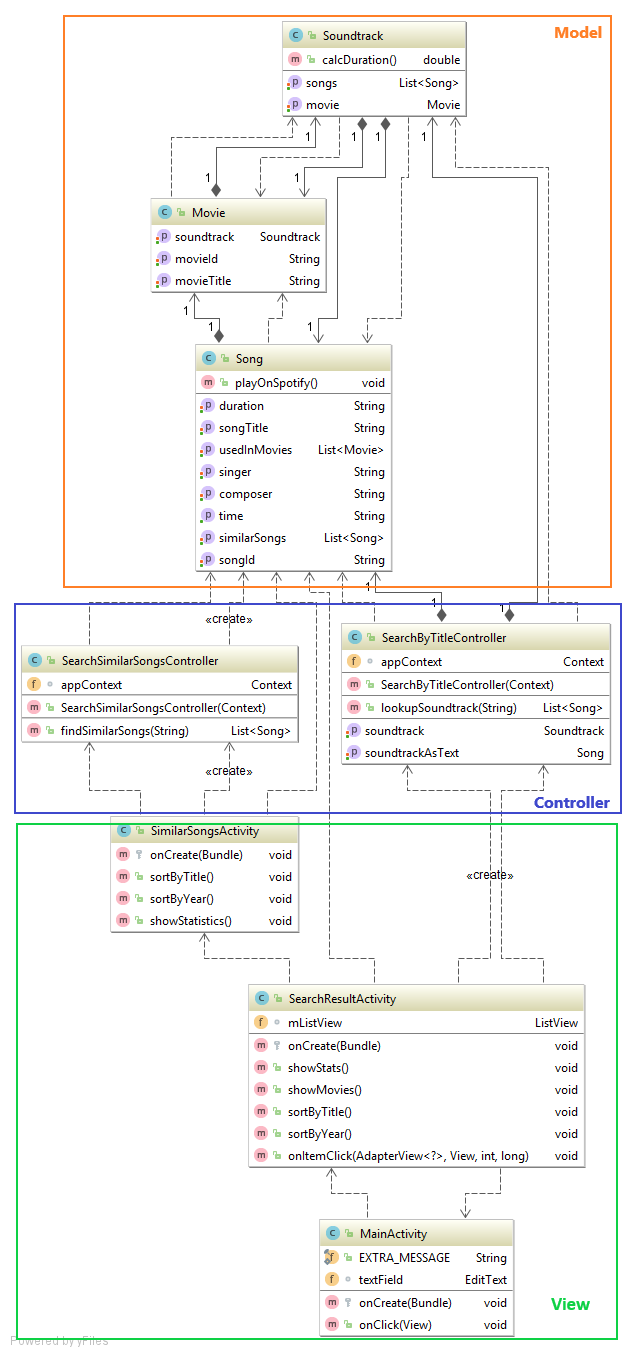 Model
C Soundtrack
m calcDuration() double
p songs List<Song>
p movie Movie
1 1 1 1
1 1
C Movie
p soundtrack Soundtrack
p movieId String
p movieTitle String
1 1 1
C Song
m playOnSpotify() void
p duration String
p songTitle String
p usedInMovies List<Movie>
p singer String
p composer String
p time String
p similarSongs List<Song>
p songId String
1
1 1
«create»
C SearchByTitleController
f appContext Context
m SearchByTitleController(Context)
m lookupSoundtrack(String) List<Song>
p soundtrack Soundtrack
p soundtrackAsText Song
C SearchSimilarSongsController
f appContext Context
m SearchSimilarSongsController(Context)
m findSimilarSongs(String) List<Song>
«create»
Controller
C SimilarSongsActivity
m onCreate(Bundle) void
m sortByTitle() void
m sortByYear() void
m showStatistics() void
«create»
C SearchResultActivity
f mListView ListView
m onCreate(Bundle) void
m showStats() void
m showMovies() void
m sortByTitle() void
m sortByYear() void
m onItemClick(AdapterView<?>, View, int, long) void
C MainActivity
f EXTRA_MESSAGE String
f textField EditText
m onCreate(Bundle) void
m onClick(View) void
View
Powered by yFiles